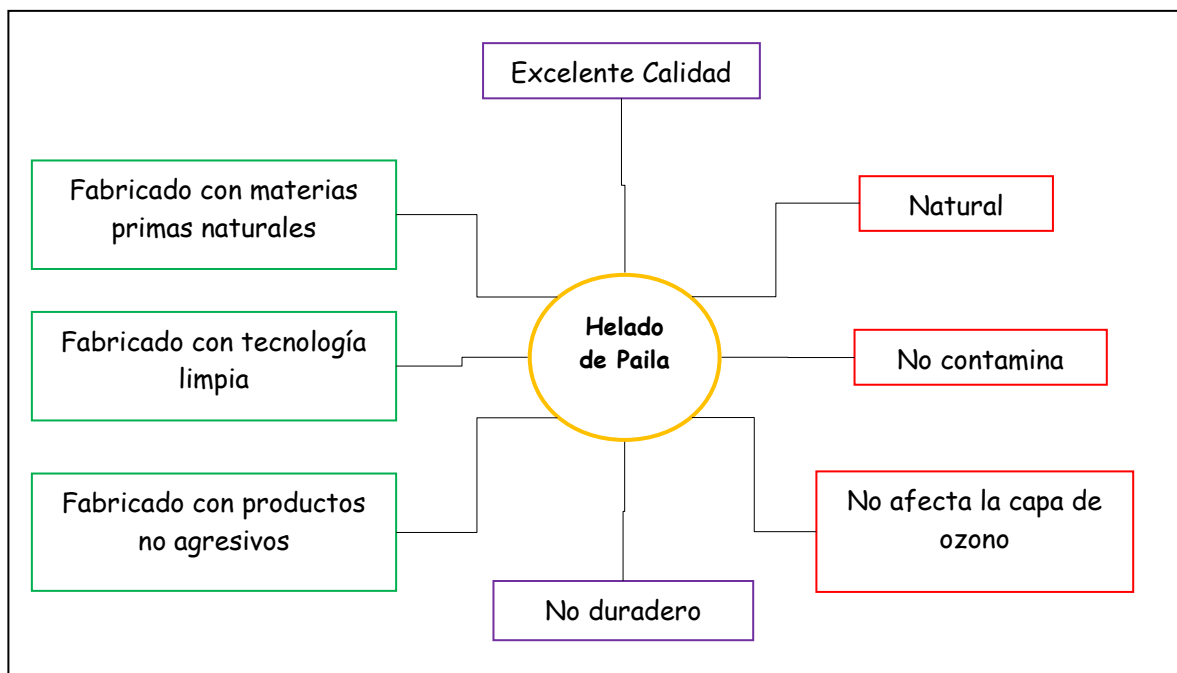 Excelente Calidad
Fabricado con materias
primas naturales
Natural
Helado
de Paila
Fabricado con tecnología
limpia
No contamina
Fabricado con productos
no agresivos
No afecta la capa de
ozono
No duradero